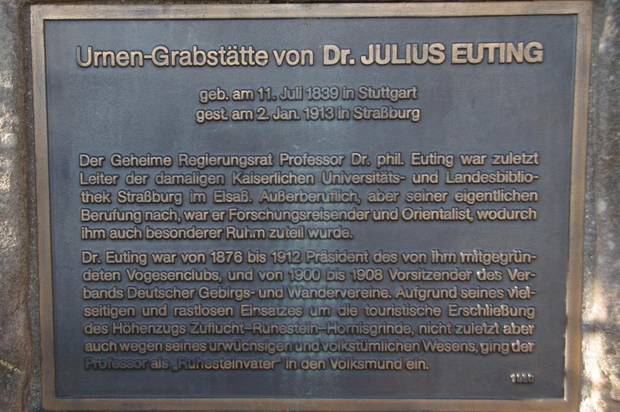 Urnen-Grabstätte von Dr. JULIUS EUTING
geb. am 11. Juli 1839 in Stuttgart
gest. am 2. Jan. 1913 in Straßburg
Der Geheime Regierungsrat Professor Dr. phil. Euting war zuletzt
Leiter der damaligen Kaiserlichen Universitäts- und Landesbiblio-
thek Straßburg im Elsaß. Außerberuflich, aber seiner eigentlichen
Berufung nach, war er Forschungsreisender und Orientalist, wodurch
ihm auch besonderer Ruhm zuteil wurde.
Dr. Euting war von 1876 bis 1912 Präsident des von ihm mitgegrün-
deten Vogesenclubs, und von 1900 bis 1908 Vorsitzender des Ver-
bands Deutscher Gebirgs- und Wandervereine. Aufgrund seines viel-
seitigen und rastlosen Einsatzes um die touristische Erschließung
des Höhenzugs Zuflucht-Ruhestein-Hornisgrinde, nicht zuletzt aber
auch wegen seines urwüchsigen und volkstümlichen Wesens, ging der
Professor als „Ruhesteinvater" in den Volksmund ein.